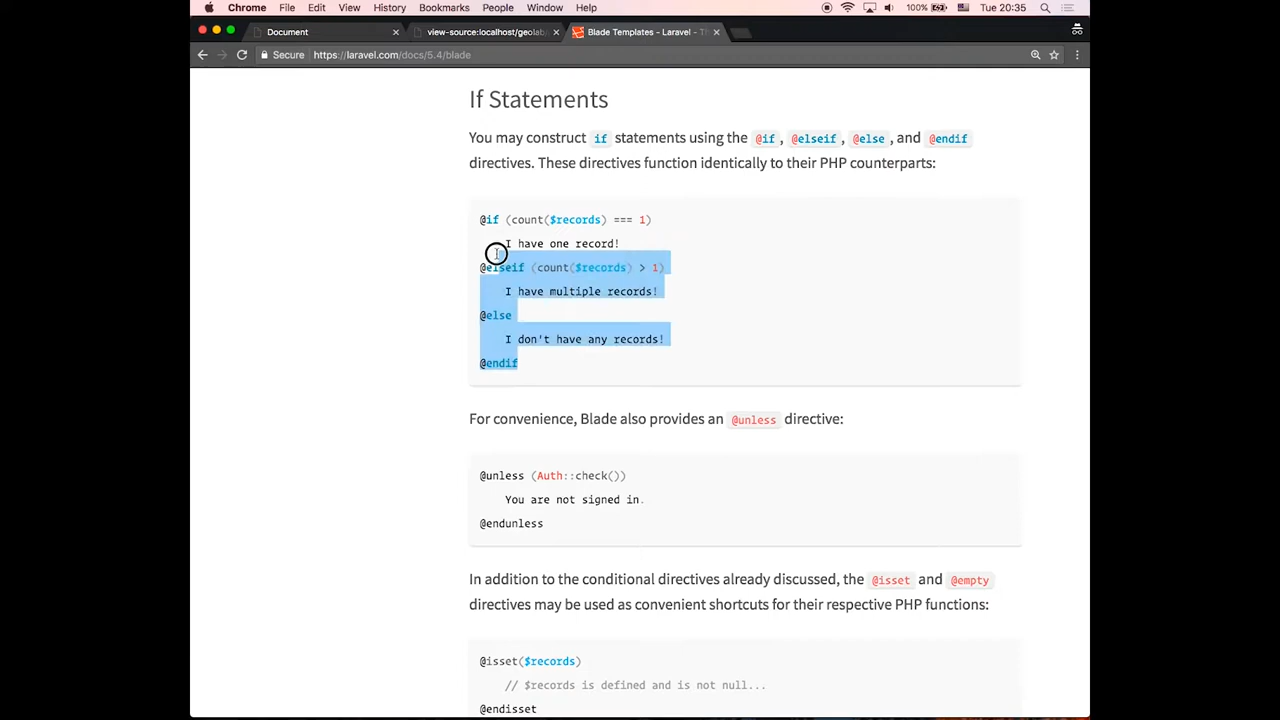 Chrome File Edit View History Bookmarks People Window Help 100% Tue 20:35
Document view-source:localhost/geolab Blade Templates - Laravel - Th
Secure https://laravel.com/docs/5.4/blade
If Statements
You may construct if statements using the @if, @elseif, @else, and @endif
directives. These directives function identically to their PHP counterparts:
@if (count($records) === 1)
I have one record!
@elseif (count($records) > 1)
I have multiple records!
@else
I don't have any records!
@endif
For convenience, Blade also provides an @unless directive:
@unless (Auth::check())
You are not signed in.
@endunless
In addition to the conditional directives already discussed, the @isset and @empty
directives may be used as convenient shortcuts for their respective PHP functions:
@isset($records)
// $records is defined and is not null...
@endisset